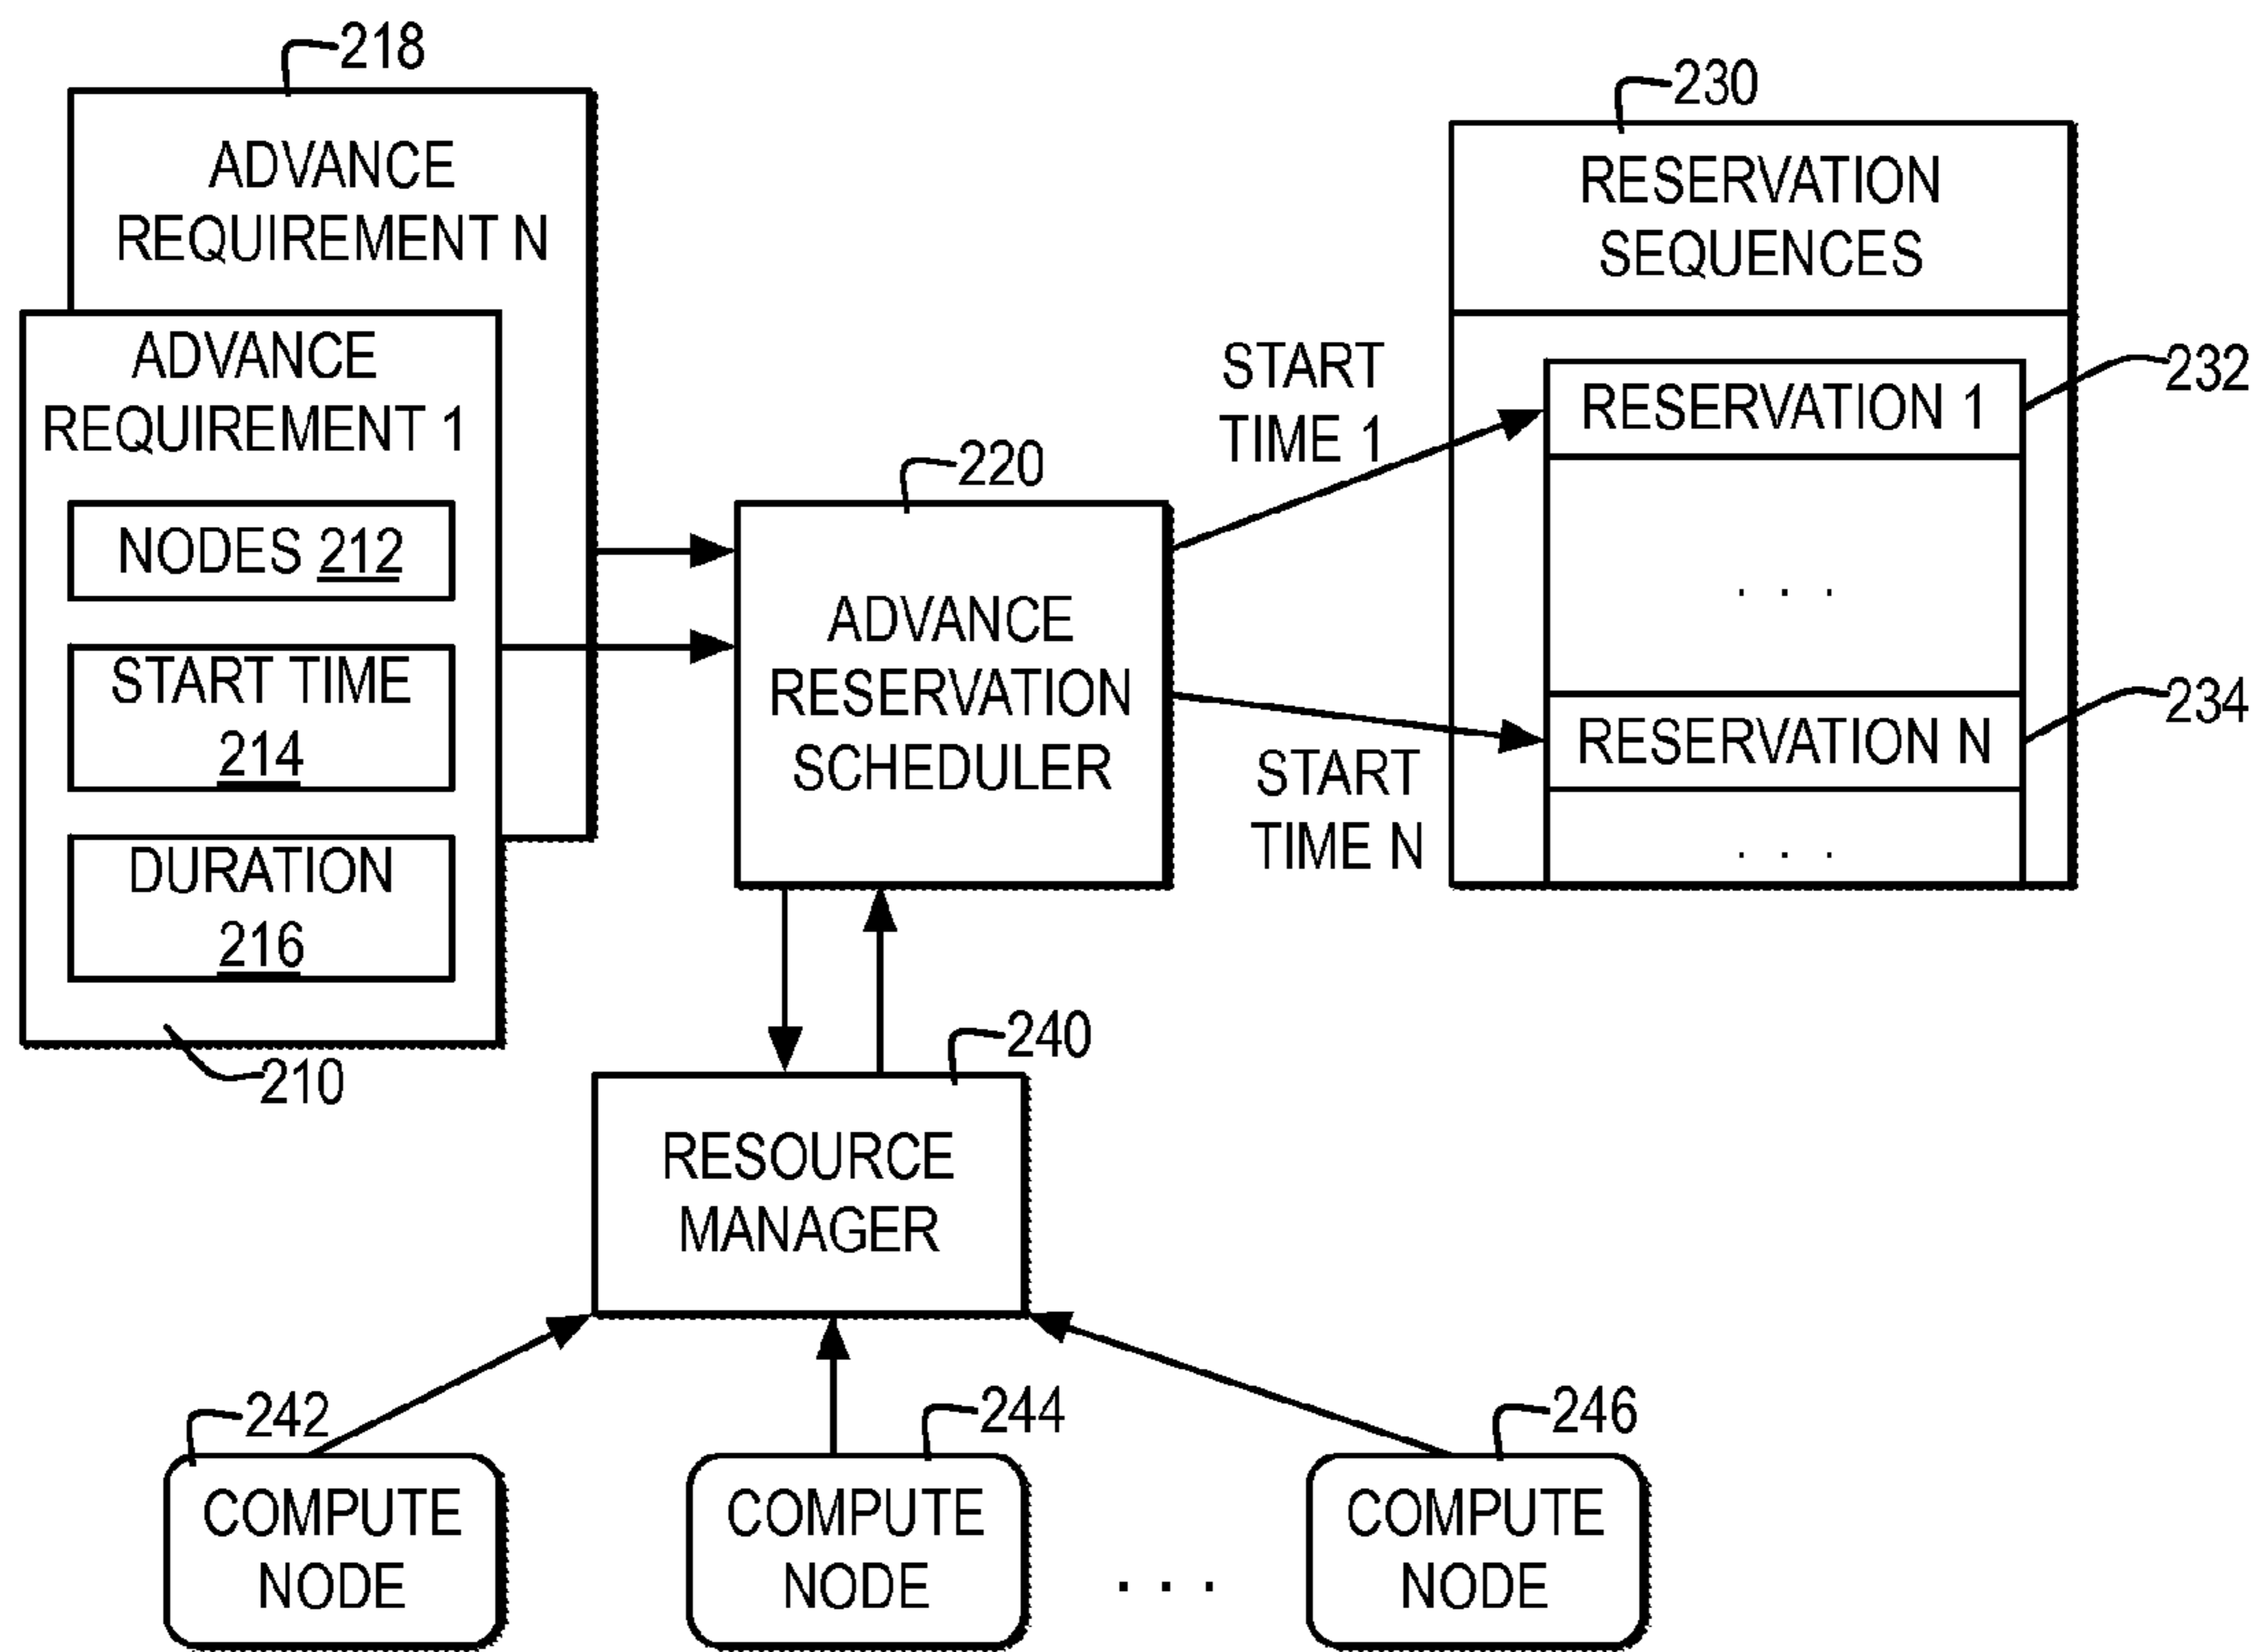 218
ADVANCE
REQUIREMENT N
ADVANCE
REQUIREMENT 1
NODES 212
START TIME
214
DURATION
216
210
220
ADVANCE
RESERVATION
SCHEDULER
START
TIME 1
START
TIME N
230
RESERVATION
SEQUENCES
RESERVATION 1
232
. . .
RESERVATION N
234
. . .
240
RESOURCE
MANAGER
242
COMPUTE
NODE
244
COMPUTE
NODE
. . .
246
COMPUTE
NODE